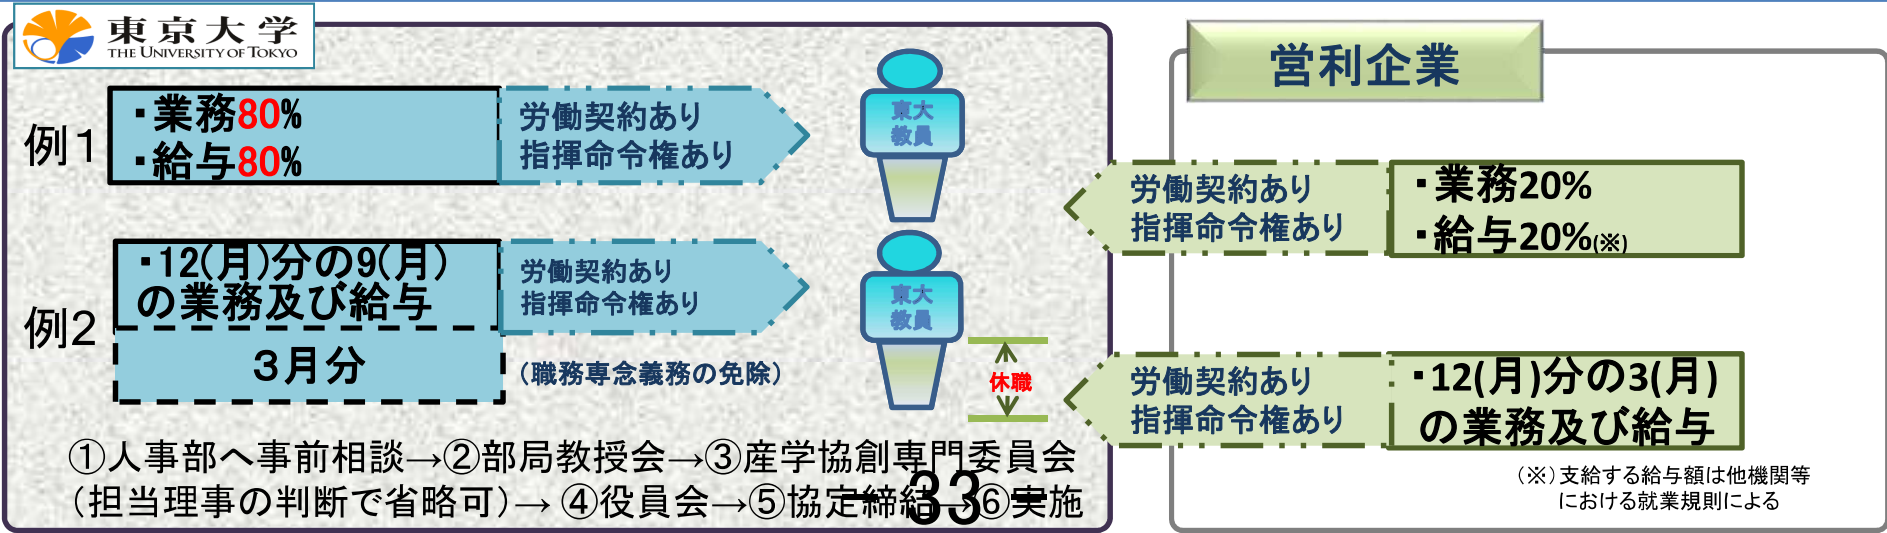 東京大学
THE UNIVERSITY OF TOKYO
営利企業
例1
・業務80%
・給与80%
労働契約あり
指揮命令権あり
東大
教員
労働契約あり
指揮命令権あり
・業務20%
・給与20%(※)
例2
・12(月)分の9(月)
の業務及び給与
3月分
労働契約あり
指揮命令権あり
(職務専念義務の免除)
東大
教員
休職
労働契約あり
指揮命令権あり
・12(月)分の3(月)
の業務及び給与
①人事部へ事前相談→②部局教授会→③産学協創専門委員会
(担当理事の判断で省略可)→ ④役員会→⑤協定締結→⑥実施
33
(※)支給する給与額は他機関等
における就業規則による